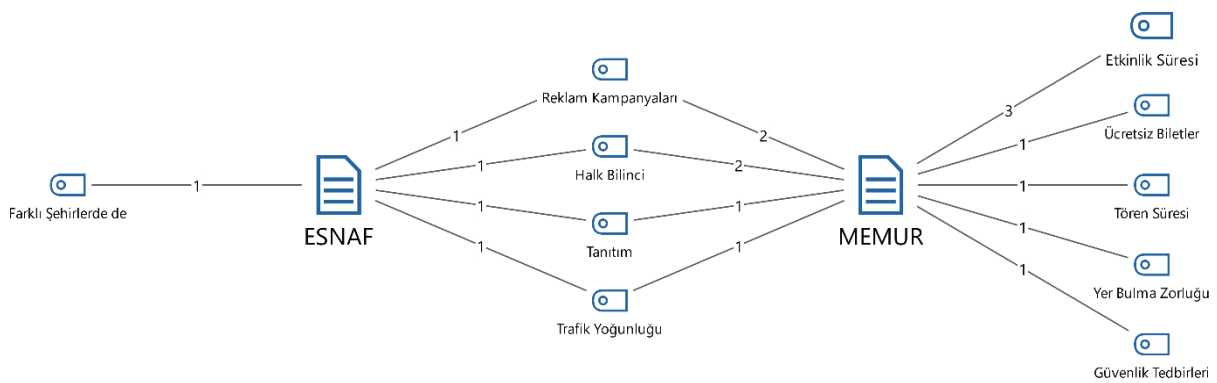 Etkinlik Süresi
Reklam Kampanyaları
1
2
3
Ücretsiz Biletler
1
Halk Bilinci
1
2
Farklı Şehirlerde de
1
ESNAF
MEMUR
1
Tören Süresi
Tanıtım
1
1
1
Yer Bulma Zorluğu
Trafik Yoğunluğu
1
1
1
Güvenlik Tedbirleri